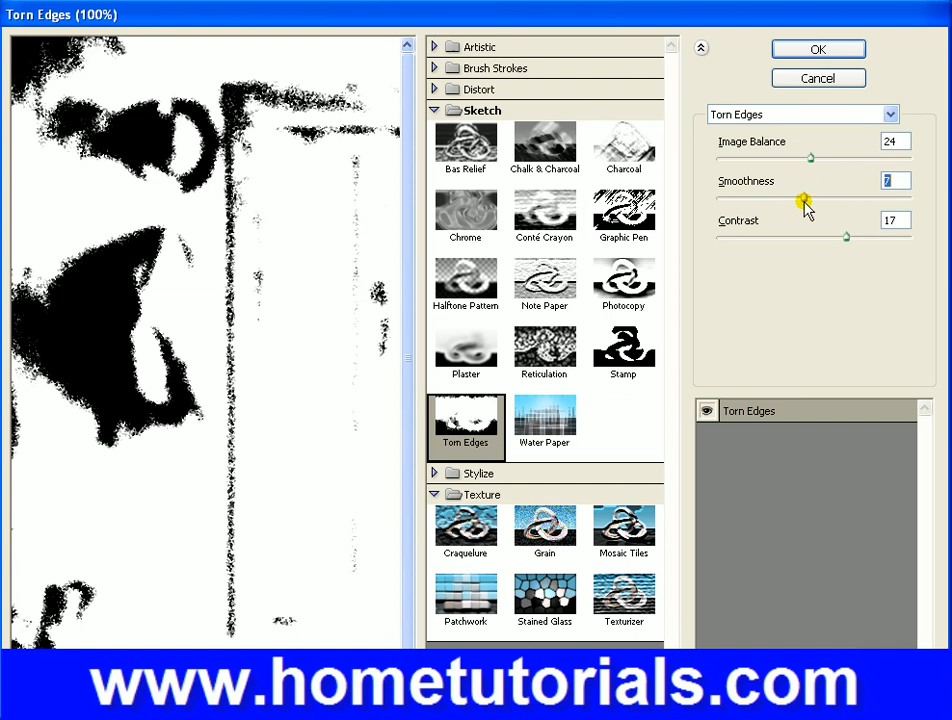 Torn Edges (100%)
Artistic
Brush Strokes
Distort
Sketch
Bas Relief
Chalk & Charcoal
Charcoal
Chrome
Conté Crayon
Graphic Pen
Halftone Pattern
Note Paper
Photocopy
Plaster
Reticulation
Stamp
Torn Edges
Water Paper
Stylize
Texture
Craquelure
Grain
Mosaic Tiles
Patchwork
Stained Glass
Texturizer
OK
Cancel
Torn Edges
Image Balance 24
Smoothness 7
Contrast 17
Torn Edges
www.hometutorials.com